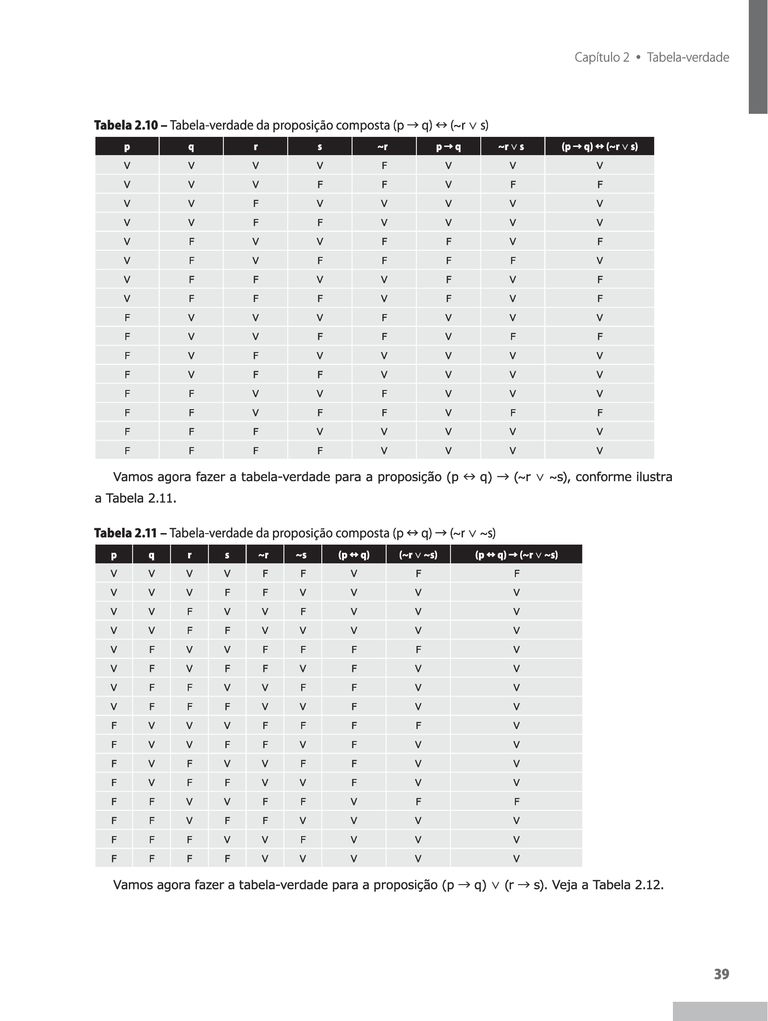 Capítulo 2 • Tabela-verdade
Tabela 2.10 – Tabela-verdade da proposição composta (p → q) ↔ (~r ∨ s)
p q r s ~r p → q ~r ∨ s (p → q) ↔ (~r ∨ s)
V V V V F V V V
V V V F F V F F
V V F V V V V V
V V F F V V V V
V F V V F F V F
V F V F F F F V
V F F V V F V F
V F F F V F V F
F V V V F V V V
F V V F F V F F
F V F V V V V V
F V F F V V V V
F F V V F V V V
F F V F F V F F
F F F V V V V V
F F F F V V V V
Vamos agora fazer a tabela-verdade para a proposição (p ↔ q) → (~r ∨ ~s), conforme ilustra
a Tabela 2.11.
Tabela 2.11 – Tabela-verdade da proposição composta (p ↔ q) → (~r ∨ ~s)
p q r s ~r ~s (p ↔ q) (~r ∨ ~s) (p ↔ q) → (~r ∨ ~s)
V V V V F F V F F
V V V F F V V V V
V V F V V F V V V
V V F F V V V V V
V F V V F F F F V
V F V F F V F V V
V F F V V F F V V
V F F F V V F V V
F V V V F F F F V
F V V F F V F V V
F V F V V F F V V
F V F F V V F V V
F F V V F F V F F
F F V F F V V V V
F F F V V F V V V
F F F F V V V V V
Vamos agora fazer a tabela-verdade para a proposição (p → q) ∨ (r → s). Veja a Tabela 2.12.
39